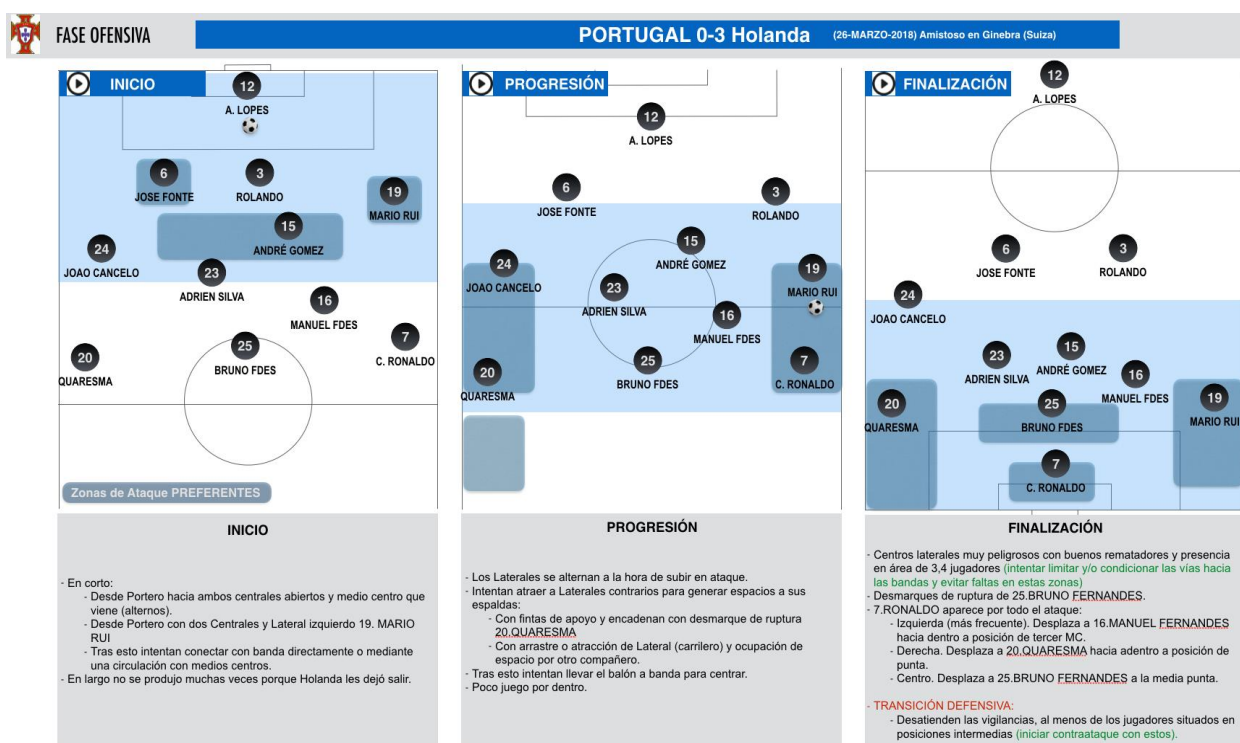 FASE OFENSIVA
PORTUGAL 0-3 Holanda
(26-MARZO-2018) Amistoso en Ginebra (Suiza)
INICIO
12
A. LOPES
6
JOSE FONTE
3
ROLANDO
19
MARIO RUI
15
ANDRÉ GOMEZ
24
JOAO CANCELO
23
ADRIEN SILVA
16
MANUEL FDES
7
C. RONALDO
25
BRUNO FDES
20
QUARESMA
Zonas de Ataque PREFERENTES
PROGRESIÓN
12
A. LOPES
6
JOSE FONTE
3
ROLANDO
15
ANDRÉ GOMEZ
24
JOAO CANCELO
19
MARIO RUI
23
ADRIEN SILVA
16
MANUEL FDES
25
BRUNO FDES
7
C. RONALDO
20
QUARESMA
FINALIZACIÓN
12
A. LOPES
6
JOSE FONTE
3
ROLANDO
24
JOAO CANCELO
23
ADRIEN SILVA
15
ANDRÉ GOMEZ
16
MANUEL FDES
20
QUARESMA
25
BRUNO FDES
19
MARIO RUI
7
C. RONALDO
INICIO
- En corto:
- Desde Portero hacia ambos centrales abiertos y medio centro que
viene (alternos).
- Desde Portero con dos Centrales y Lateral izquierdo 19. MARIO
RUI
- Tras esto intentan conectar con banda directamente o mediante
una circulación con medios centros.
- En largo no se produjo muchas veces porque Holanda les dejó salir.
PROGRESIÓN
- Los Laterales se alternan a la hora de subir en ataque.
- Intentan atraer a Laterales contrarios para generar espacios a sus
espaldas:
- Con fintas de apoyo y encadenan con desmarque de ruptura
20.QUARESMA
- Con arrastre o atracción de Lateral (carrilero) y ocupación de
espacio por otro compañero.
- Tras esto intentan llevar el balón a banda para centrar.
- Poco juego por dentro.
FINALIZACIÓN
- Centros laterales muy peligrosos con buenos rematadores y presencia
en área de 3,4 jugadores (intentar limitar y/o condicionar las vías hacia
las bandas y evitar faltas en estas zonas)
- Desmarques de ruptura de 25.BRUNO FERNANDES.
- 7.RONALDO aparece por todo el ataque:
- Izquierda (más frecuente). Desplaza a 16.MANUEL FERNANDES
hacia dentro a posición de tercer MC.
- Derecha. Desplaza a 20.QUARESMA hacia adentro a posición de
punta.
- Centro. Desplaza a 25.BRUNO FERNANDES a la media punta.
- TRANSICIÓN DEFENSIVA:
- Desatienden las vigilancias, al menos de los jugadores situados en
posiciones intermedias (iniciar contraataque con estos).